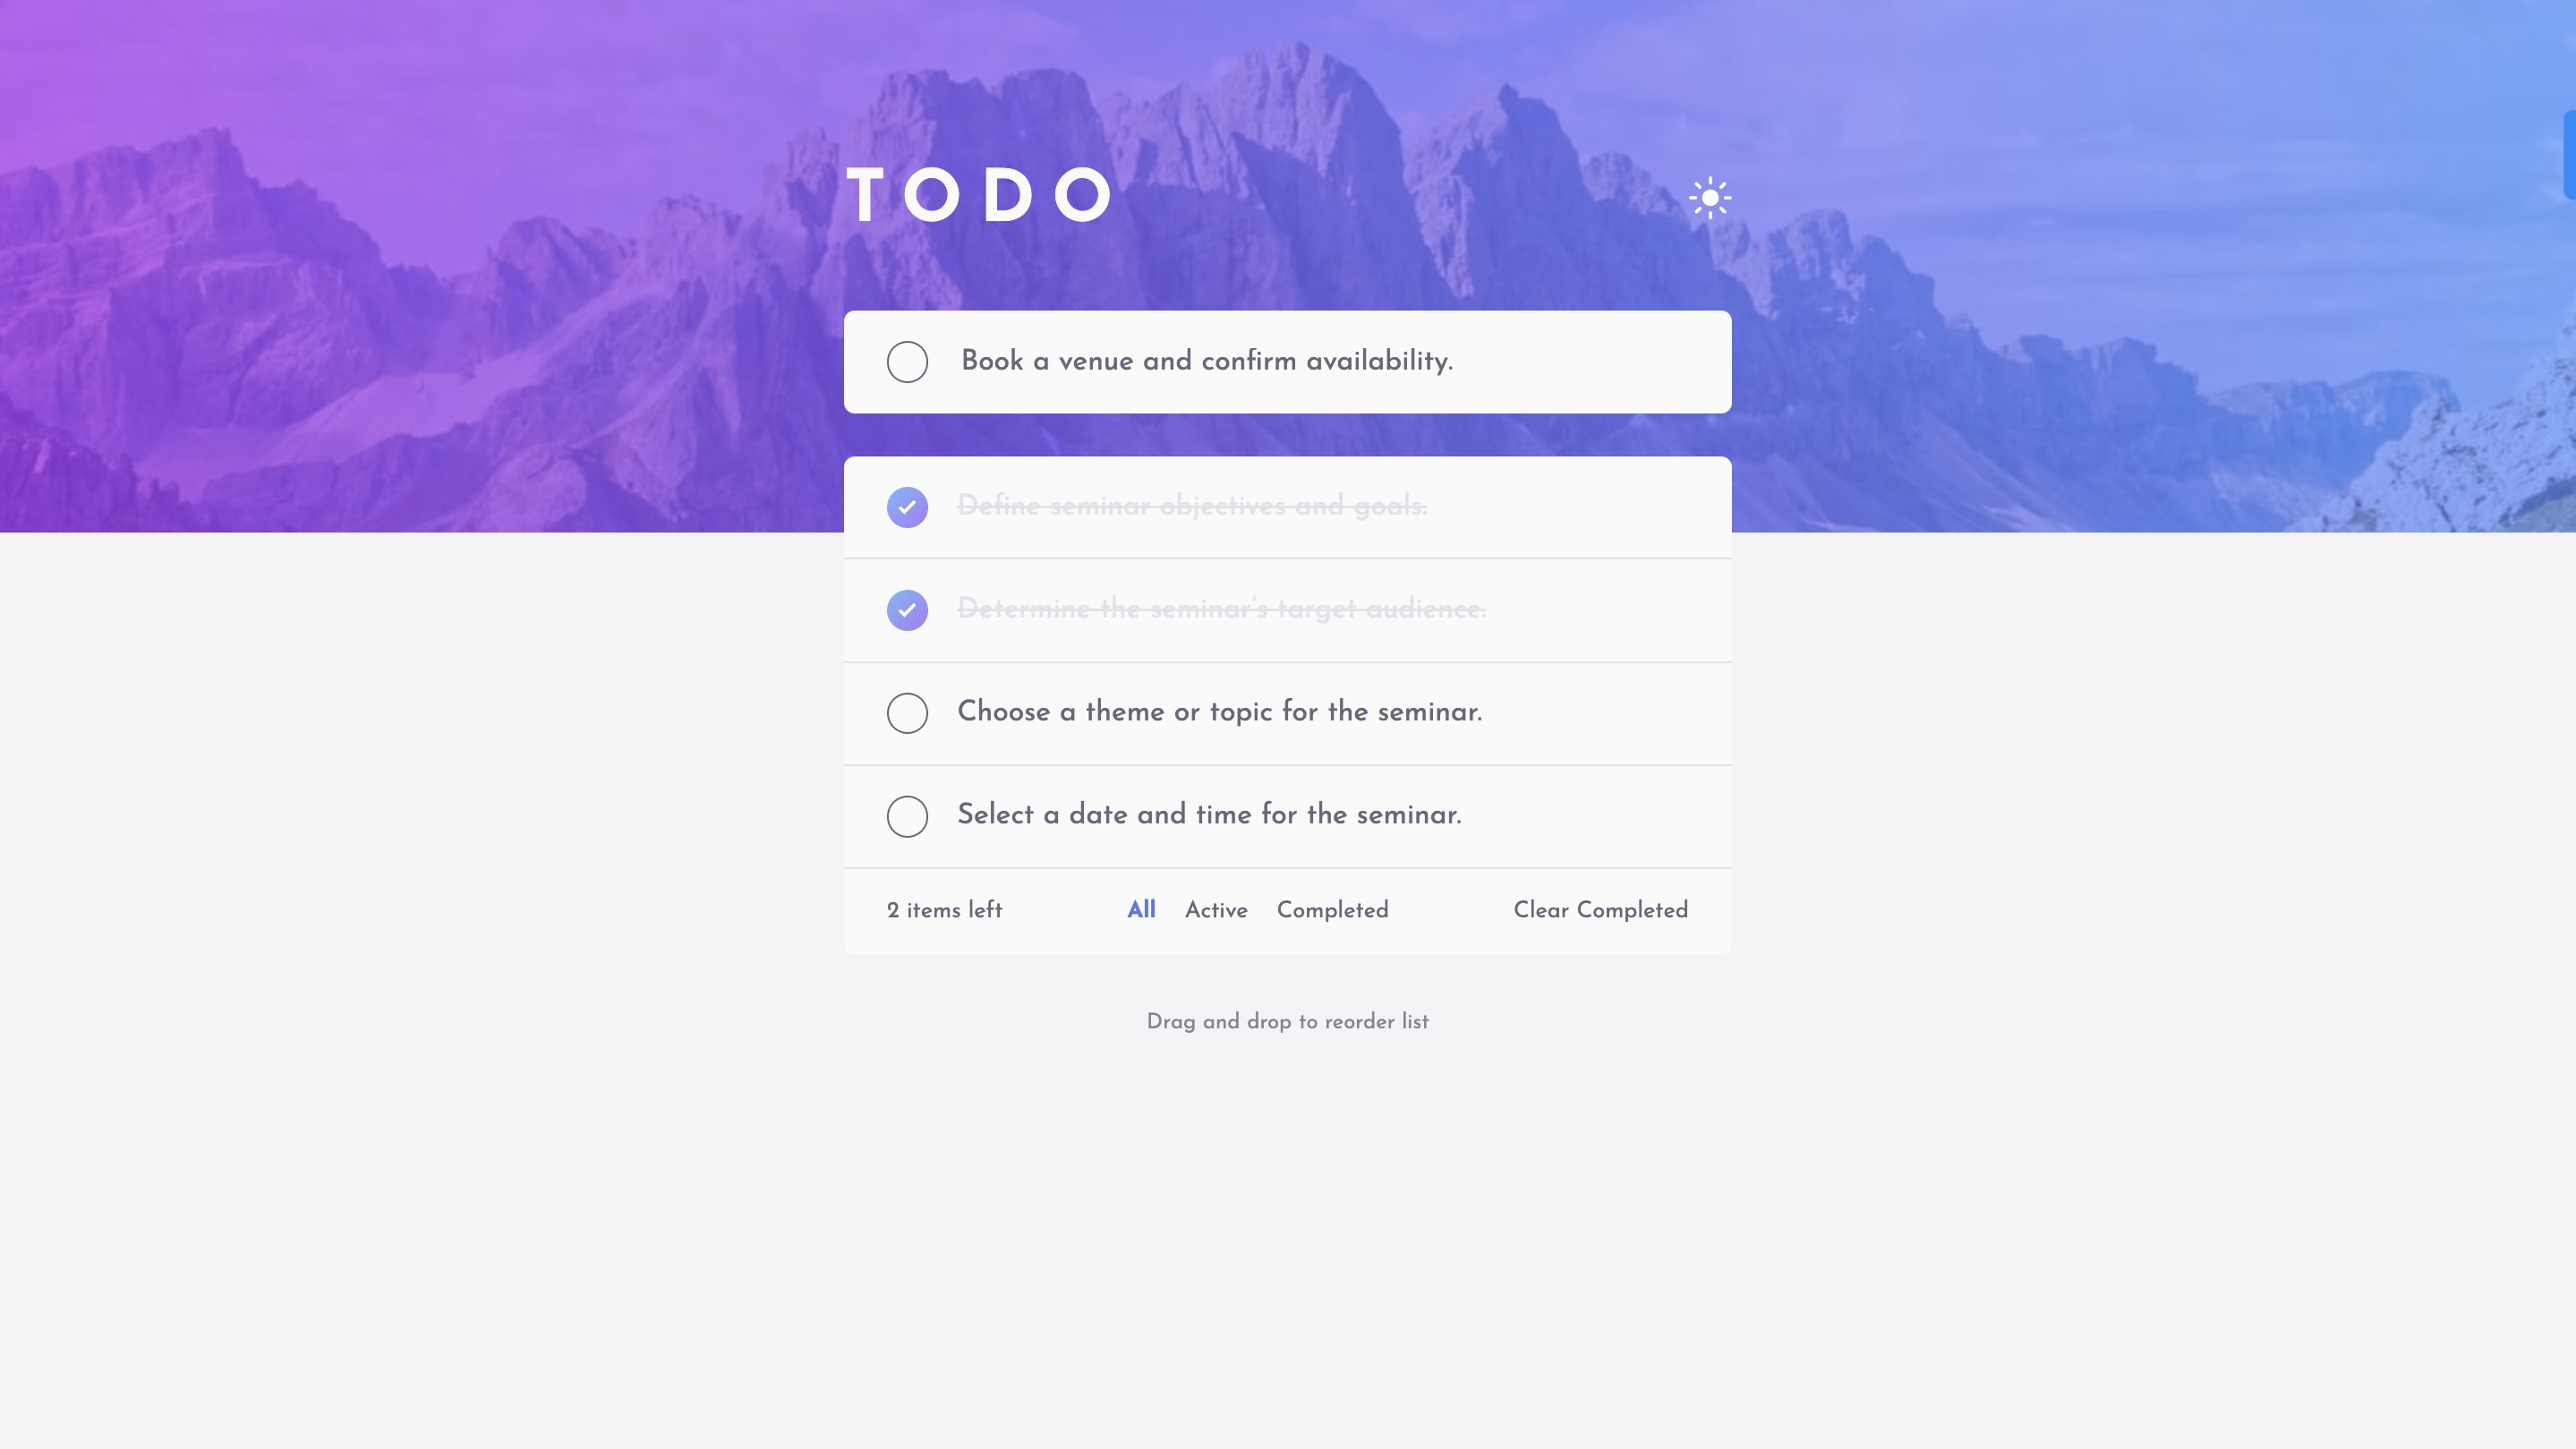 TODO
Book a venue and confirm availability.
Define seminar objectives and goals.
Determine the seminar's target audience.
Choose a theme or topic for the seminar.
Select a date and time for the seminar.
2 items left All Active Completed Clear Completed
Drag and drop to reorder list